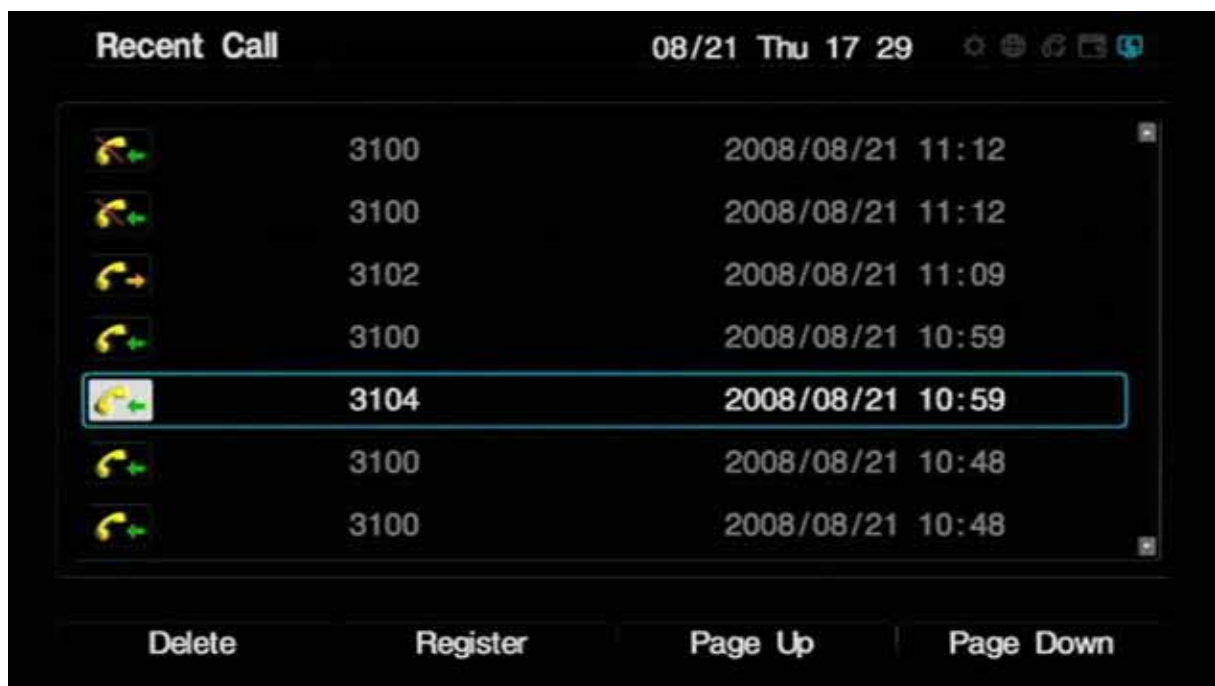 Recent Call 08/21 Thu 17 29
3100 2008/08/21 11:12
3100 2008/08/21 11:12
3102 2008/08/21 11:09
3100 2008/08/21 10:59
3104 2008/08/21 10:59
3100 2008/08/21 10:48
3100 2008/08/21 10:48
Delete Register Page Up Page Down